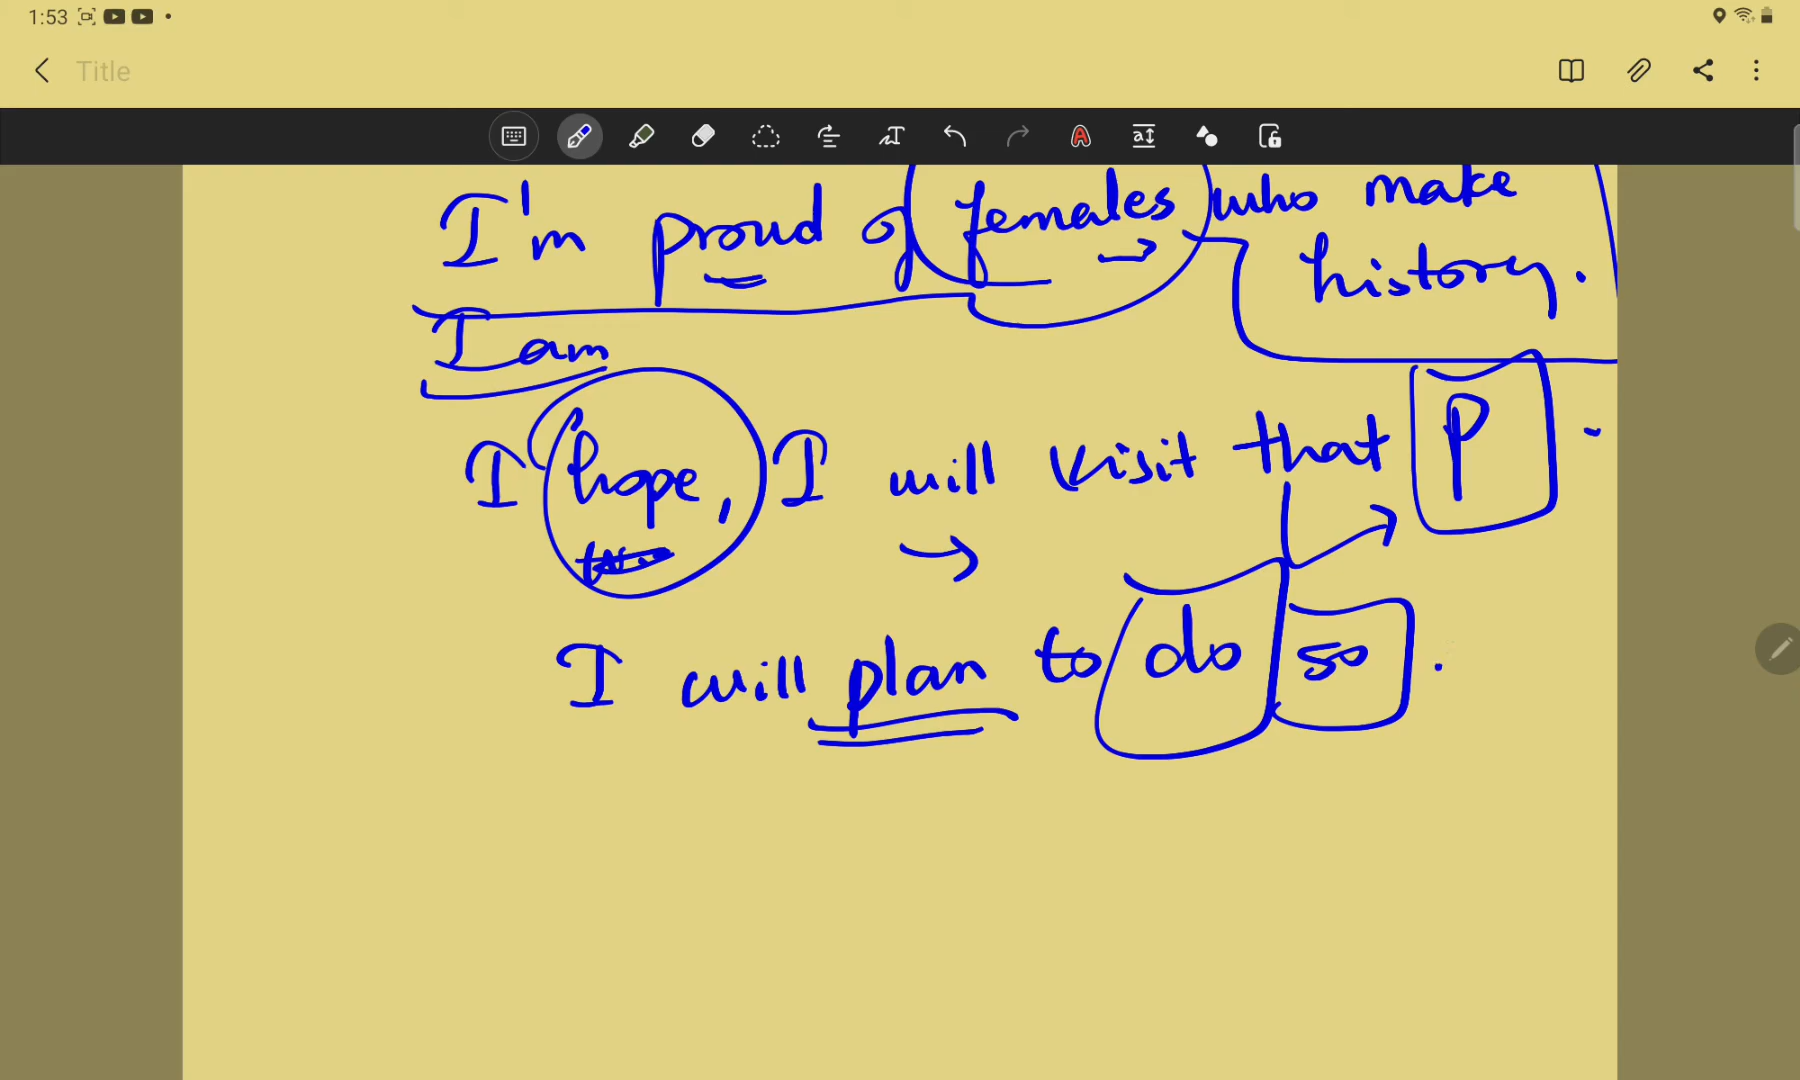 1:53
Title
I'm proud of females who make
history.
I am
I hope, I will visit that P.
I will plan to do so.